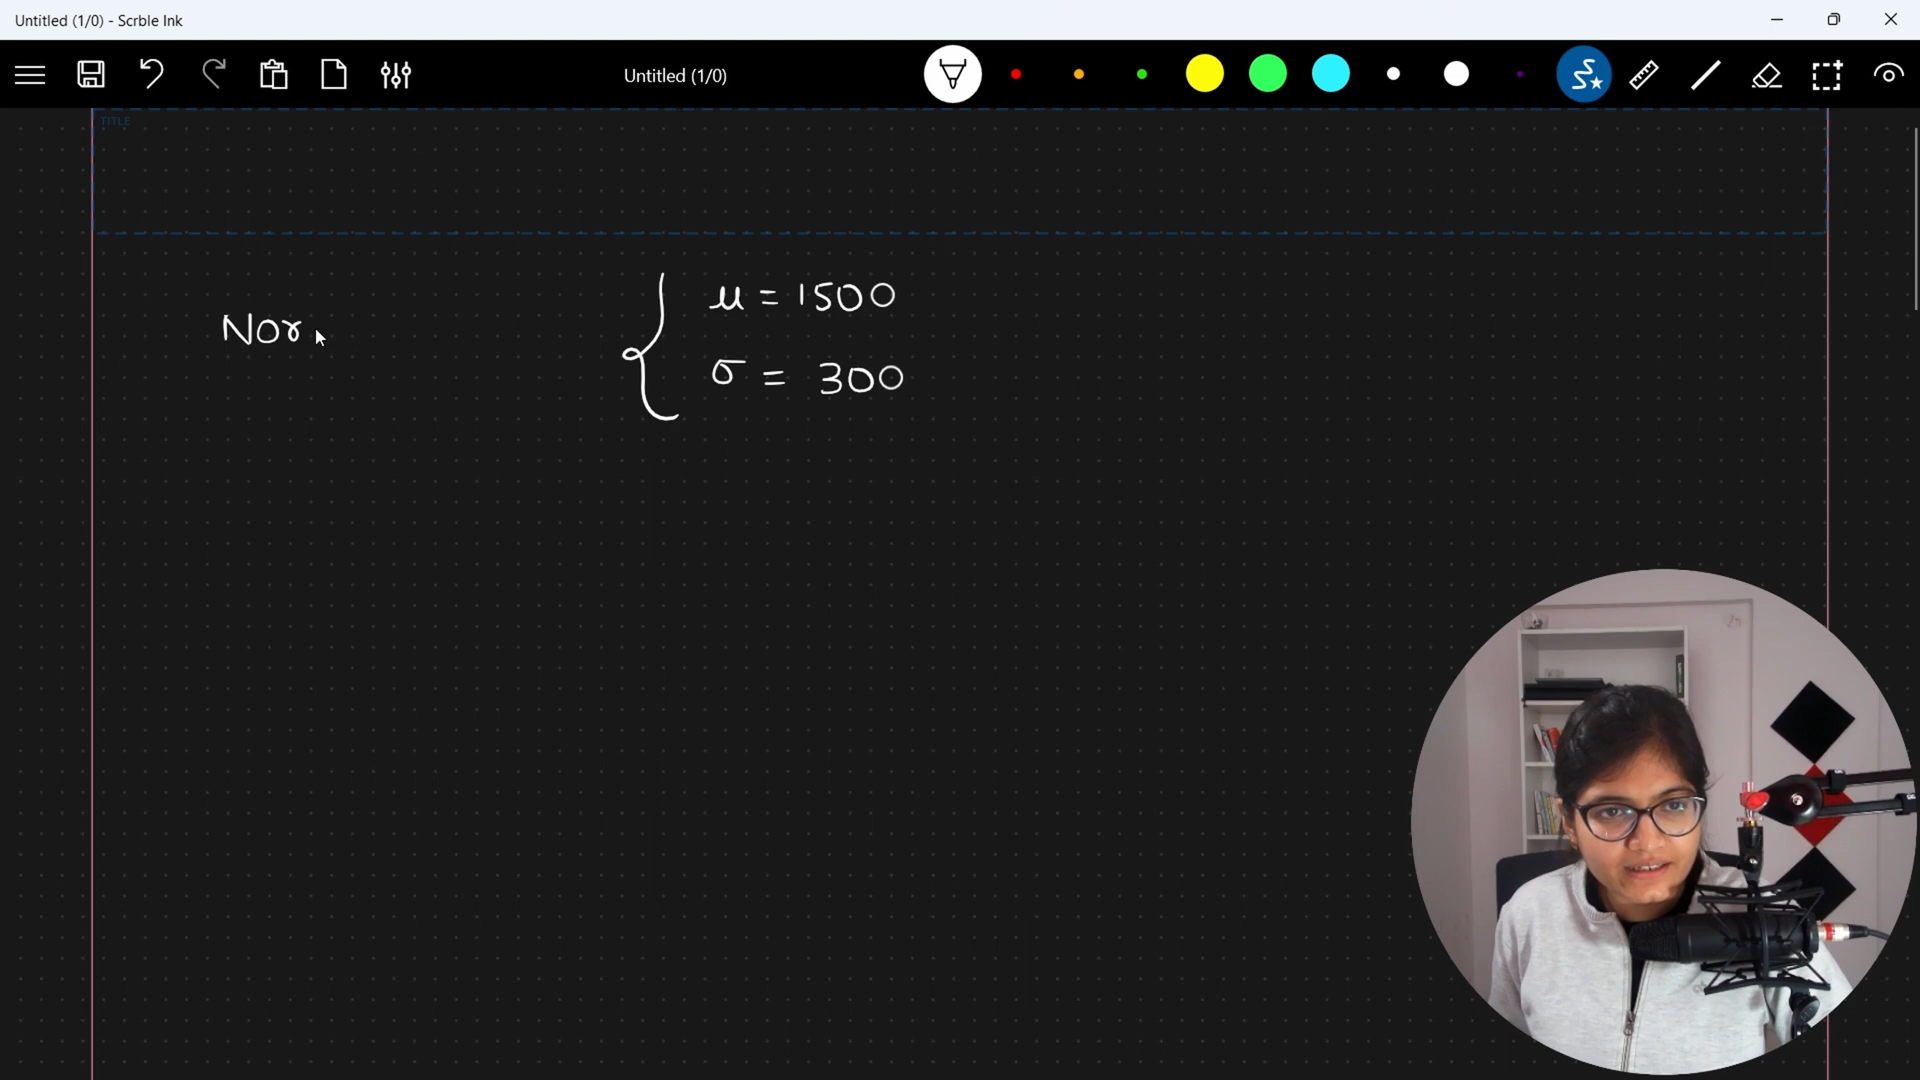 Untitled (1/0) - Scrble Ink
Untitled (1/0)
TITLE
μ = 1500
Nor
σ = 300